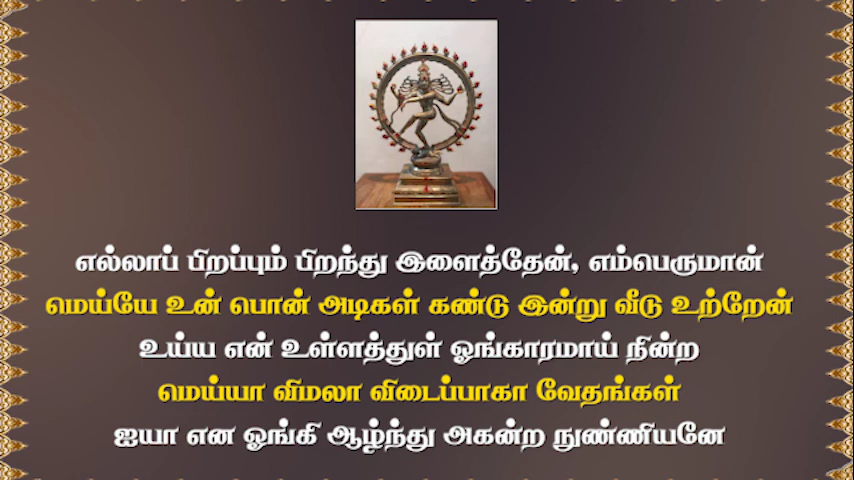 எல்லாப் பிறப்பும் பிறந்து இளைத்தேன், எம்பெருமான்
மெய்யே உன் பொன் அடிகள் கண்டு இன்று வீடு உற்றேன்
உய்ய என் உள்ளத்துள் ஓங்காரமாய் நின்ற
மெய்யா விமலா விடைப்பாகா வேதங்கள்
ஐயா என ஓங்கி ஆழ்ந்து அகன்ற நுண்ணியனே